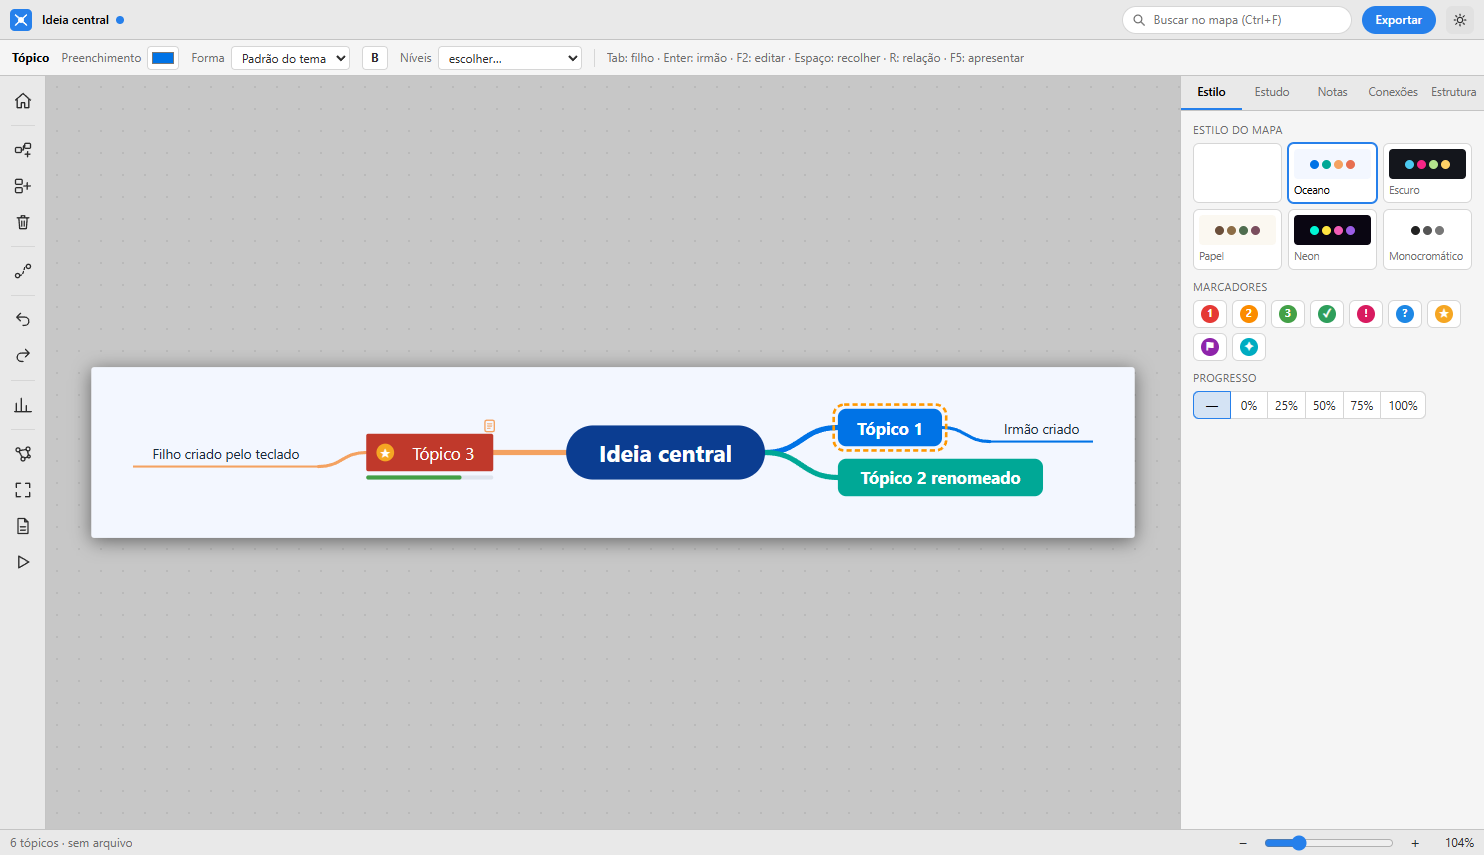 Ideia central
Buscar no mapa (Ctrl+F)
Exportar
Tópico
Preenchimento
Forma
Padrão do tema
B
Níveis
escolher...
Tab: filho · Enter: irmão · F2: editar · Espaço: recolher · R: relação · F5: apresentar
Estilo
Estudo
Notas
Conexões
Estrutura
ESTILO DO MAPA
Oceano
Escuro
Papel
Neon
Monocromático
MARCADORES
1
2
3
!
?
PROGRESSO
—
0%
25%
50%
75%
100%
Filho criado pelo teclado
Tópico 3
Ideia central
Tópico 1
Irmão criado
Tópico 2 renomeado
6 tópicos · sem arquivo
−
+
104%